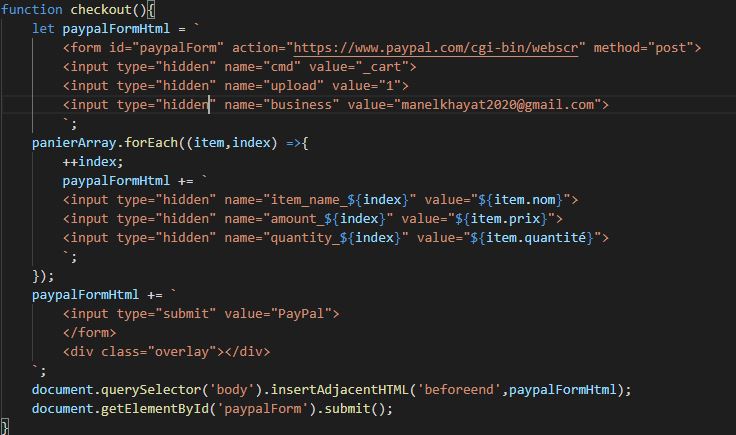 function checkout(){
let paypalFormHtml = `
<form id="paypalForm" action="https://www.paypal.com/cgi-bin/webscr" method="post">
<input type="hidden" name="cmd" value="_cart">
<input type="hidden" name="upload" value="1">
<input type="hidden" name="business" value="manelkhayat2020@gmail.com">
`;
panierArray.forEach((item,index) =>{
++index;
paypalFormHtml += `
<input type="hidden" name="item_name_${index}" value="${item.nom}">
<input type="hidden" name="amount_${index}" value="${item.prix}">
<input type="hidden" name="quantity_${index}" value="${item.quantité}">
`;
});
paypalFormHtml += `
<input type="submit" value="PayPal">
</form>
<div class="overlay"></div>
`;
document.querySelector('body').insertAdjacentHTML('beforeend',paypalFormHtml);
document.getElementById('paypalForm').submit();
}